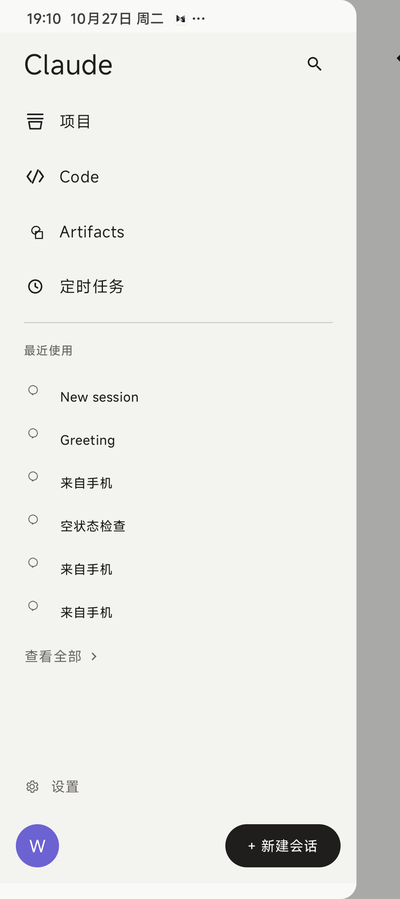 19:10 10月27日 周二 ···
Claude
项目
Code
Artifacts
定时任务
最近使用
New session
Greeting
来自手机
空状态检查
来自手机
来自手机
查看全部 >
设置
W
+ 新建会话